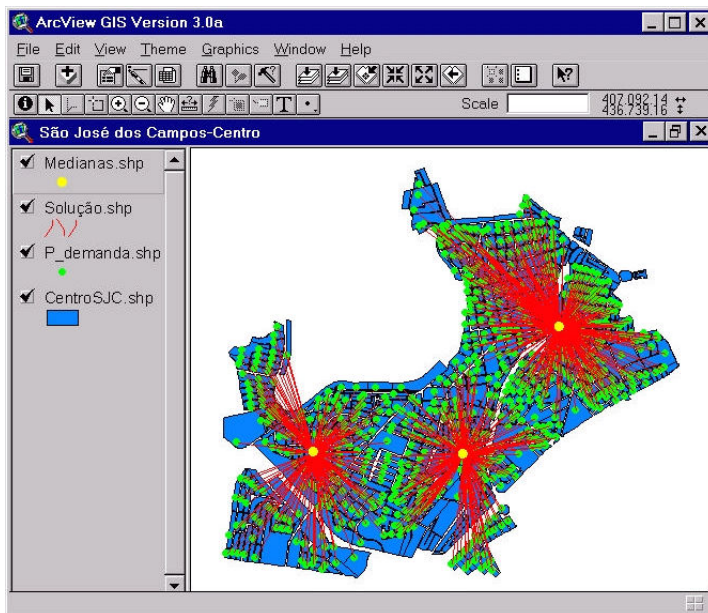 ArcView GIS Version 3.0a
File Edit View Theme Graphics Window Help
Scale
407.092.14
436.739.16
São José dos Campos-Centro
Medianas.shp
Solução.shp
P_demanda.shp
CentroSJC.shp